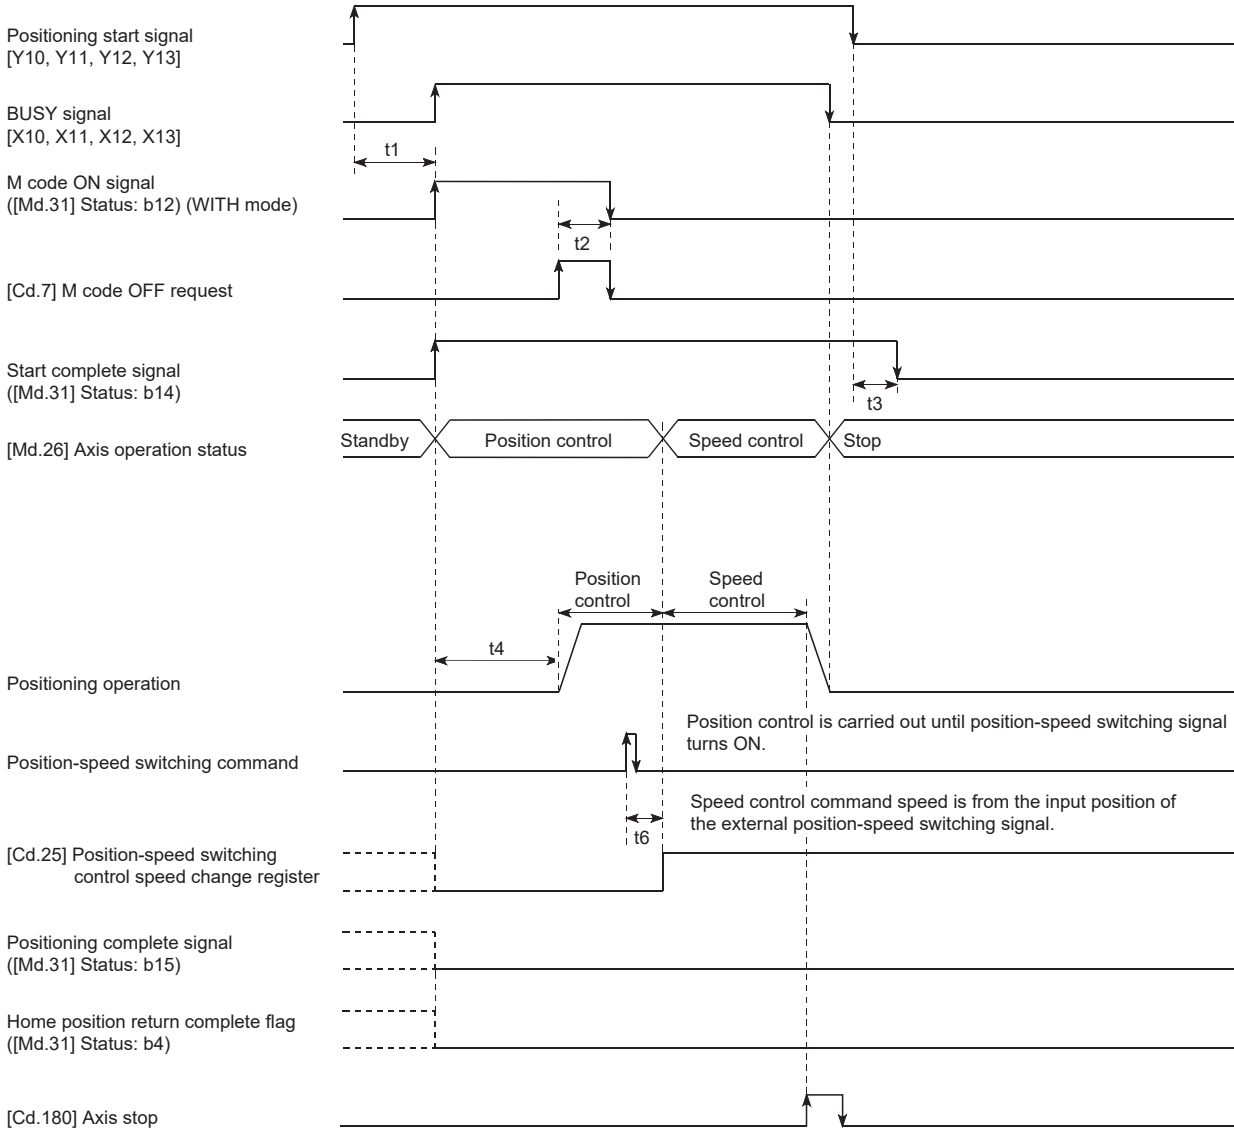 Positioning start signal
[Y10, Y11, Y12, Y13]
BUSY signal
[X10, X11, X12, X13]
t1
M code ON signal
([Md.31] Status: b12) (WITH mode)
t2
[Cd.7] M code OFF request
Start complete signal
([Md.31] Status: b14)
t3
[Md.26] Axis operation status
Standby
Position control
Speed control
Stop
Position
control
Speed
control
t4
Positioning operation
Position control is carried out until position-speed switching signal
turns ON.
Position-speed switching command
Speed control command speed is from the input position of
the external position-speed switching signal.
t6
[Cd.25] Position-speed switching
control speed change register
Positioning complete signal
([Md.31] Status: b15)
Home position return complete flag
([Md.31] Status: b4)
[Cd.180] Axis stop